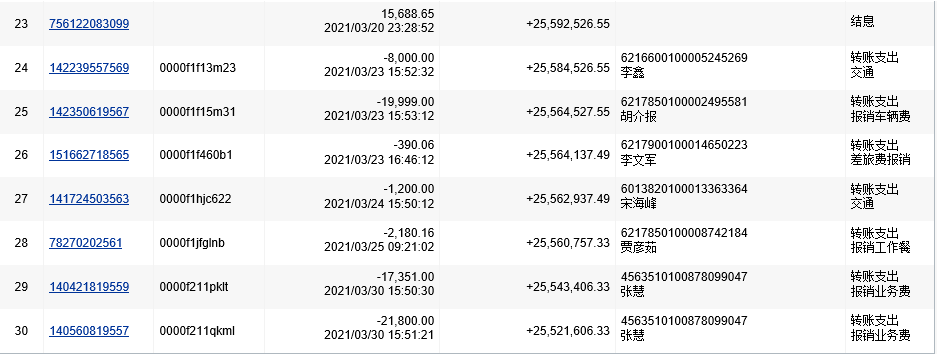 23 756122083099 15,688.65 +25,592,526.55 结息
2021/03/20 23:28:52
24 142239557569 0000f1f13m23 -8,000.00 +25,584,526.55 6216600100005245269 转账支出
2021/03/23 15:52:32 李鑫 交通
25 142350619567 0000f1f15m31 -19,999.00 +25,564,527.55 6217850100002495581 转账支出
2021/03/23 15:53:12 胡介报 报销车辆费
26 151662718565 0000f1f460b1 -390.06 +25,564,137.49 6217900100014650223 转账支出
2021/03/23 16:46:12 李文军 差旅费报销
27 141724503563 0000f1hjc622 -1,200.00 +25,562,937.49 6013820100013363364 转账支出
2021/03/24 15:50:12 宋海峰 交通
28 78270202561 0000f1jfglnb -2,180.16 +25,560,757.33 6217850100008742184 转账支出
2021/03/25 09:21:02 贾彦茹 报销工作餐
29 140421819559 0000f211pklt -17,351.00 +25,543,406.33 4563510100878099047 转账支出
2021/03/30 15:50:30 张慧 报销业务费
30 140560819557 0000f211qkml -21,800.00 +25,521,606.33 4563510100878099047 转账支出
2021/03/30 15:51:21 张慧 报销业务费